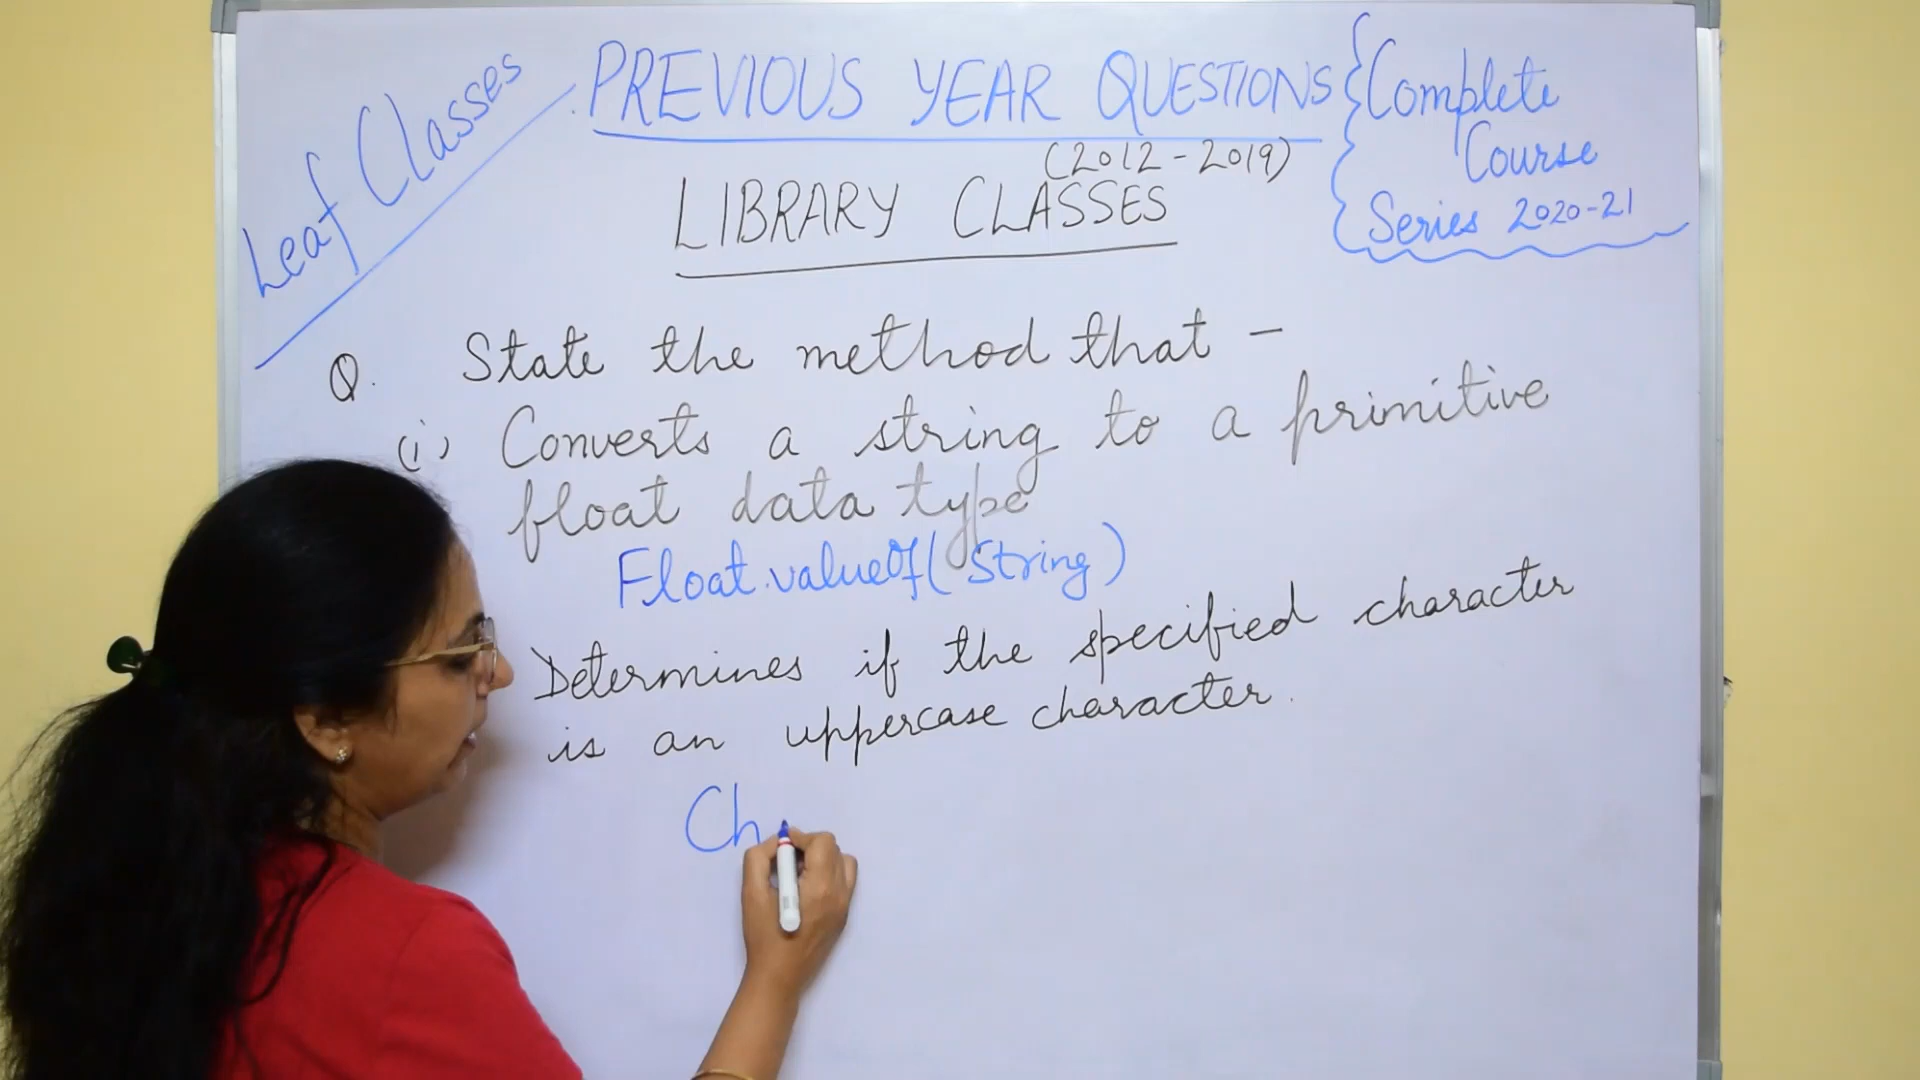 Leaf Classes
PREVIOUS YEAR QUESTIONS
(2012-2019)
LIBRARY CLASSES
Complete
Course
Series 2020-21
Q. State the method that -
(i) Converts a string to a primitive
float data type
Float.valueOf(String)
Determines if the specified character
is an uppercase character.
Ch